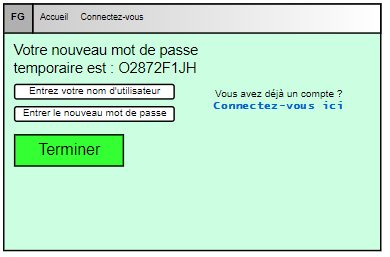 FG Accueil Connectez-vous
Votre nouveau mot de passe
temporaire est : O2872F1JH
Entrez votre nom d'utilisateur
Entrer le nouveau mot de passe
Vous avez déjà un compte ?
Connectez-vous ici
Terminer